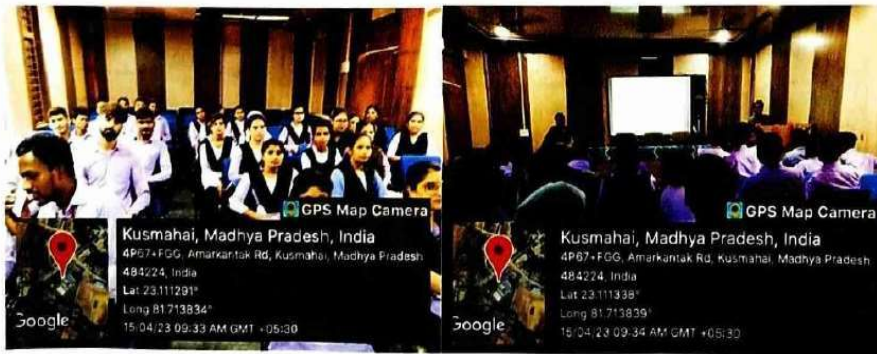 GPS Map Camera
Kusmahai, Madhya Pradesh, India
4P67+FGG, Amarkantak Rd, Kusmahai, Madhya Pradesh
484224, India
Lat 23.111291°
Long 81.713834°
15/04/23 09:33 AM GMT +05:30
Google
GPS Map Camera
Kusmahai, Madhya Pradesh, India
4P67+FGG, Amarkantak Rd, Kusmahai, Madhya Pradesh
484224, India
Lat 23.111338°
Long 81.713839°
15/04/23 09:34 AM GMT +05:30
Google